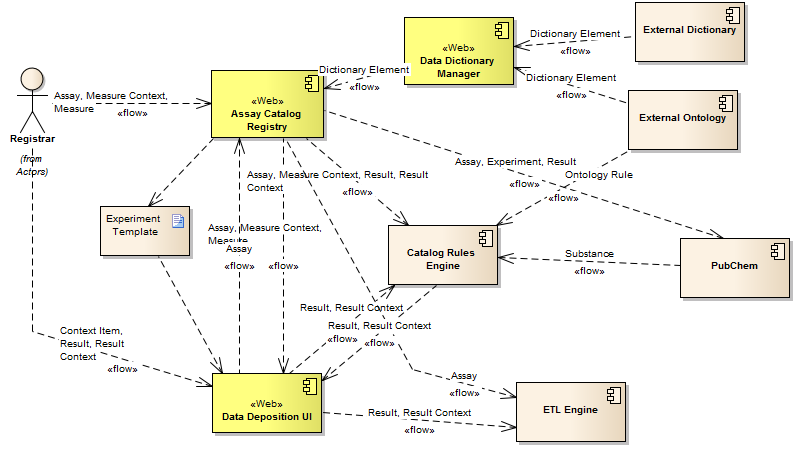 External Dictionary
Dictionary Element
«flow»
«Web»
Data Dictionary
Manager
Dictionary Element
«flow»
Dictionary Element
«flow»
External Ontology
Assay, Measure Context,
Measure
«flow»
«Web»
Assay Catalog
Registry
Registrar
(from
Actors)
Assay, Experiment, Result
«flow»
Assay, Measure Context, Result, Result
Context
«flow»
Ontology Rule
«flow»
Experiment
Template
Assay, Measure Context,
Measure
Assay
«flow»
«flow»
Catalog Rules
Engine
Substance
«flow»
PubChem
Result, Result Context
«flow»
Result, Result Context
«flow»
Context Item,
Result, Result
Context
«flow»
Assay
«flow»
«Web»
Data Deposition UI
Result, Result Context
«flow»
ETL Engine